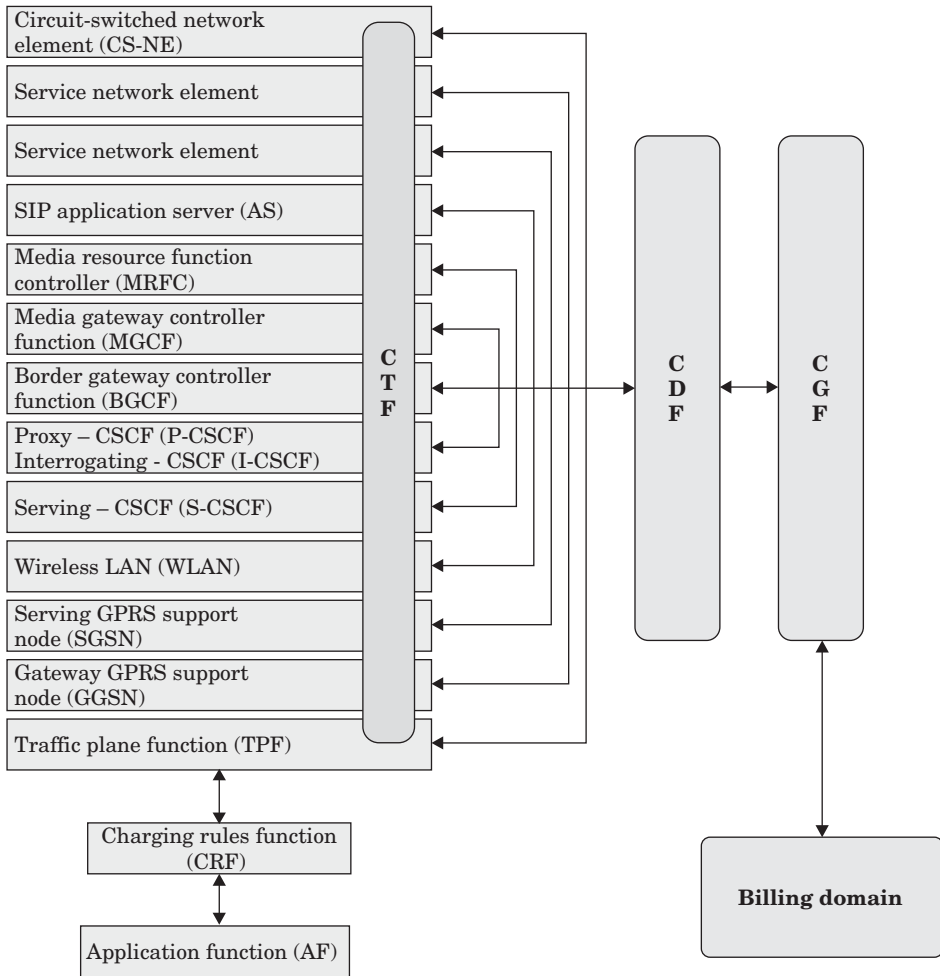 Circuit-switched network
element (CS-NE)
Service network element
Service network element
SIP application server (AS)
Media resource function
controller (MRFC)
Media gateway controller
function (MGCF)
Border gateway controller
function (BGCF)
Proxy – CSCF (P-CSCF)
Interrogating - CSCF (I-CSCF)
Serving – CSCF (S-CSCF)
Wireless LAN (WLAN)
Serving GPRS support
node (SGSN)
Gateway GPRS support
node (GGSN)
Traffic plane function (TPF)
C
T
F
C
D
F
C
G
F
Charging rules function
(CRF)
Application function (AF)
Billing domain